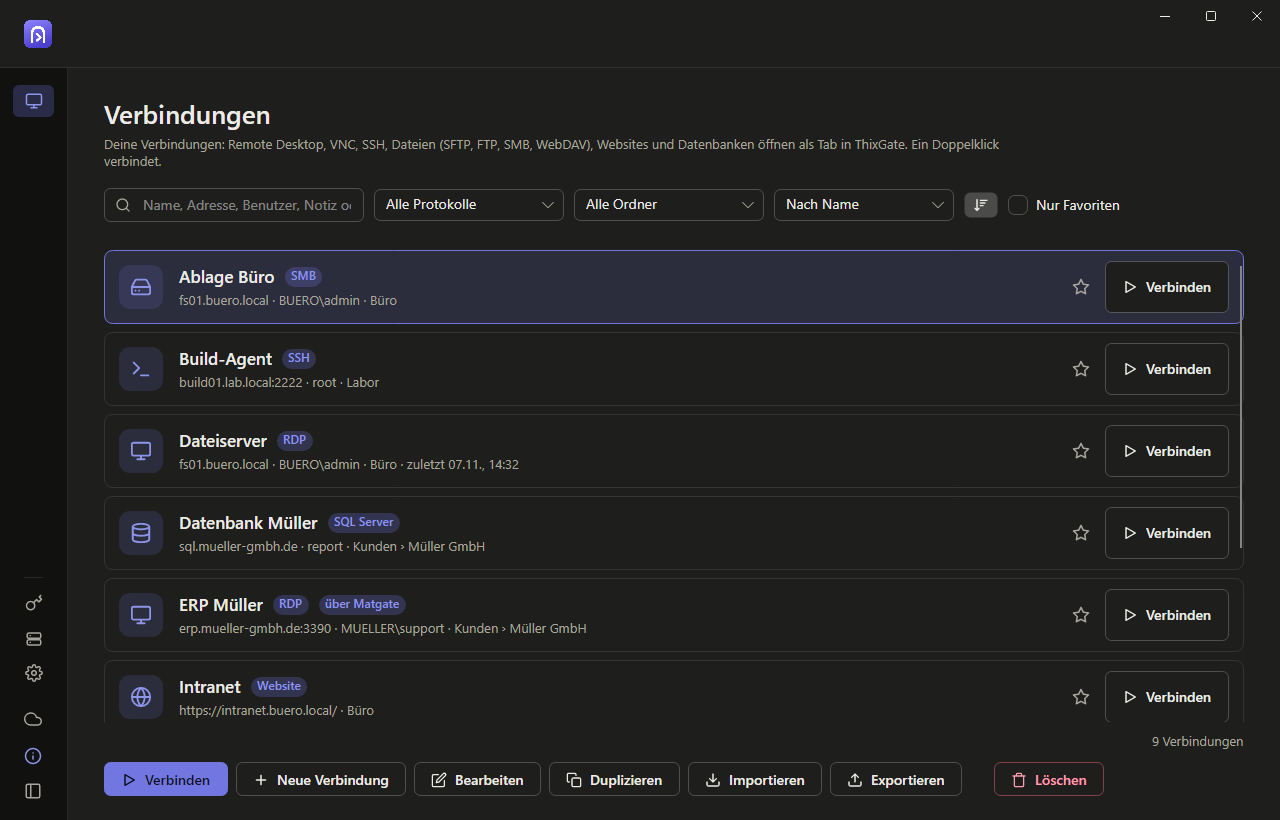 Verbindungen
Deine Verbindungen: Remote Desktop, VNC, SSH, Dateien (SFTP, FTP, SMB, WebDAV), Websites und Datenbanken öffnen als Tab in ThixGate. Ein Doppelklick
verbindet.
Name, Adresse, Benutzer, Notiz o
Alle Protokolle
Alle Ordner
Nach Name
Nur Favoriten
Ablage Büro SMB
fs01.buero.local · BUERO\admin · Büro
Verbinden
Build-Agent SSH
build01.lab.local:2222 · root · Labor
Verbinden
Dateiserver RDP
fs01.buero.local · BUERO\admin · Büro · zuletzt 07.11., 14:32
Verbinden
Datenbank Müller SQL Server
sql.mueller-gmbh.de · report · Kunden › Müller GmbH
Verbinden
ERP Müller RDP über Matgate
erp.mueller-gmbh.de:3390 · MUELLER\support · Kunden › Müller GmbH
Verbinden
Intranet Website
https://intranet.buero.local/ · Büro
Verbinden
9 Verbindungen
Verbinden
Neue Verbindung
Bearbeiten
Duplizieren
Importieren
Exportieren
Löschen